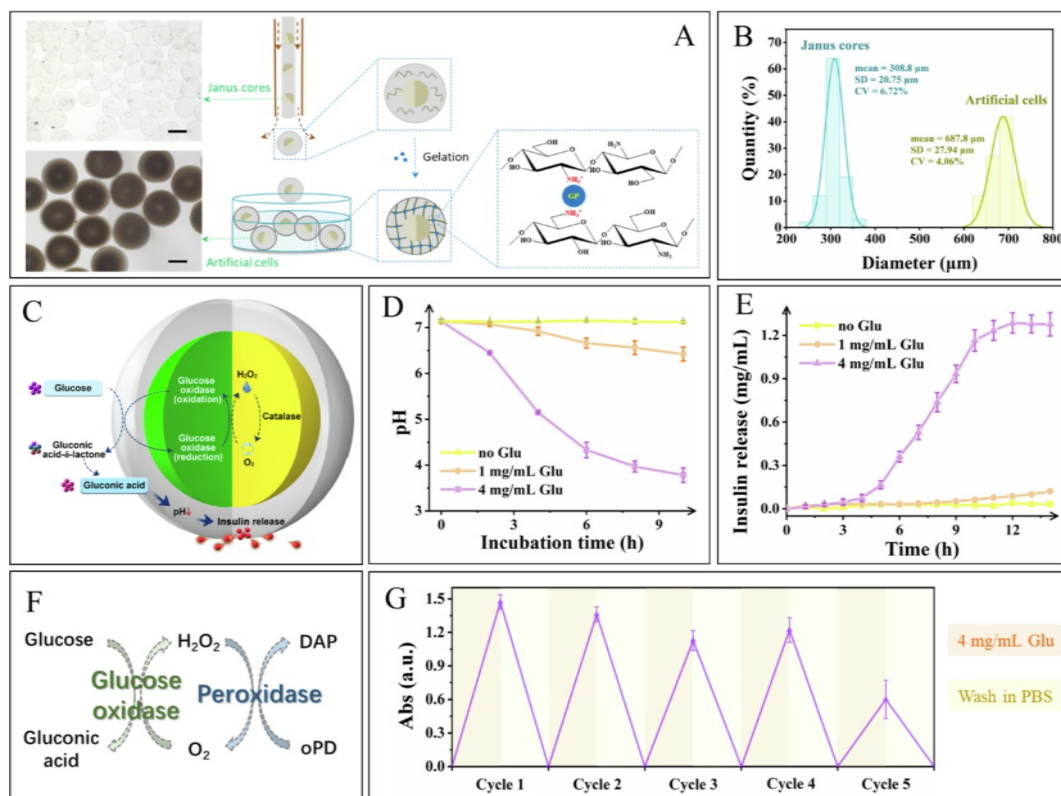 A
Janus cores
Gelation
Artificial cells
CH₂OH
H₂N
HO
O
OH
NH₃⁺
GP
NH₃⁺
HO
OH
NH₂
B
Janus cores
mean = 308.8 μm
SD = 20.75 μm
CV = 6.72%
Artificial cells
mean = 687.8 μm
SD = 27.94 μm
CV = 4.06%
Quantity (%)
70
60
50
40
30
20
10
0
200 300 400 500 600 700 800
Diameter (μm)
C
Glucose
Glucose
oxidase
(oxidation)
H₂O₂
Catalase
Gluconic
acid-δ-lactone
Glucose
oxidase
(reduction)
O₂
Gluconic acid
pH↓
Insulin release
D
pH
7
6
5
4
3
no Glu
1 mg/mL Glu
4 mg/mL Glu
0 3 6 9
Incubation time (h)
E
no Glu
1 mg/mL Glu
4 mg/mL Glu
Insulin release (mg/mL)
1.2
0.9
0.6
0.3
0.0
0 3 6 9 12
Time (h)
F
Glucose
H₂O₂
DAP
Glucose
oxidase
Peroxidase
Gluconic
acid
O₂
oPD
G
Abs (a.u.)
1.5
1.2
0.9
0.6
0.3
0.0
Cycle 1 Cycle 2 Cycle 3 Cycle 4 Cycle 5
4 mg/mL Glu
Wash in PBS